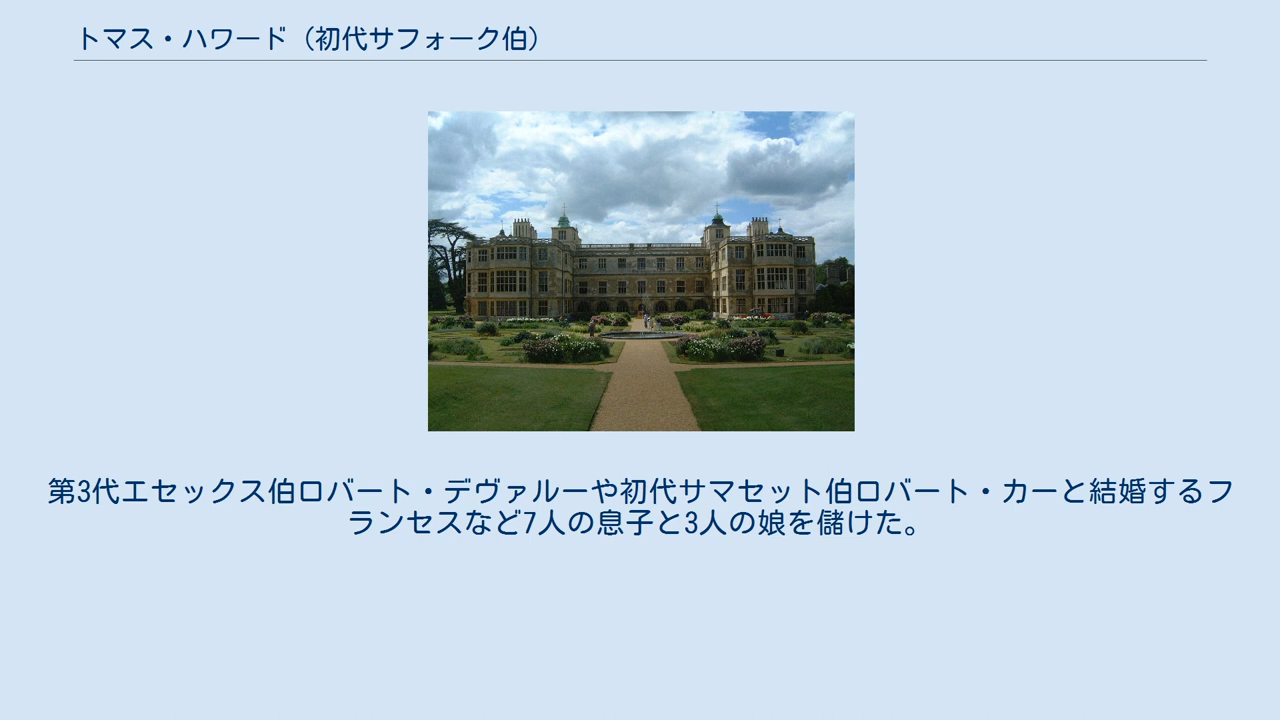 トマス・ハワード（初代サフォーク伯）
第3代エセックス伯ロバート・デヴァルーや初代サマセット伯ロバート・カーと結婚するフ
ランセスなど7人の息子と3人の娘を儲けた。